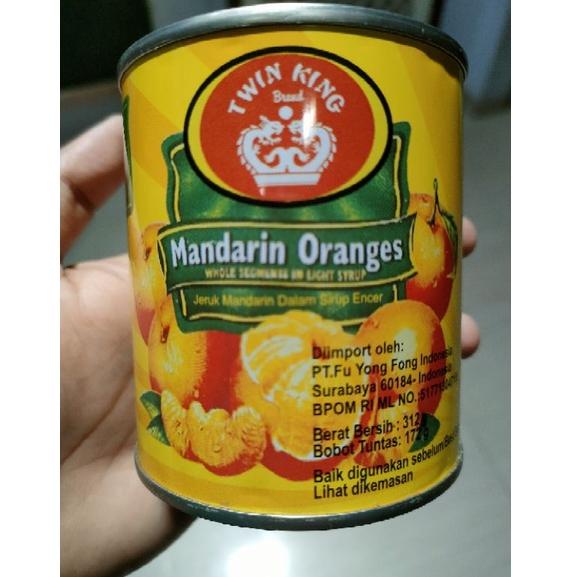 TWIN KING
Brand
Mandarin Oranges
WHOLE SEGMENTS IN LIGHT SYRUP
Jeruk Mandarin Dalam Sirup Encer
Diimport oleh:
PT.Fu Yong Fong Indonesia
Surabaya 60184- Indonesia
BPOM RI ML NO.:
Berat Bersih : 312
Bobot Tuntas:
Baik digunakan sebelum
Lihat dikemasan